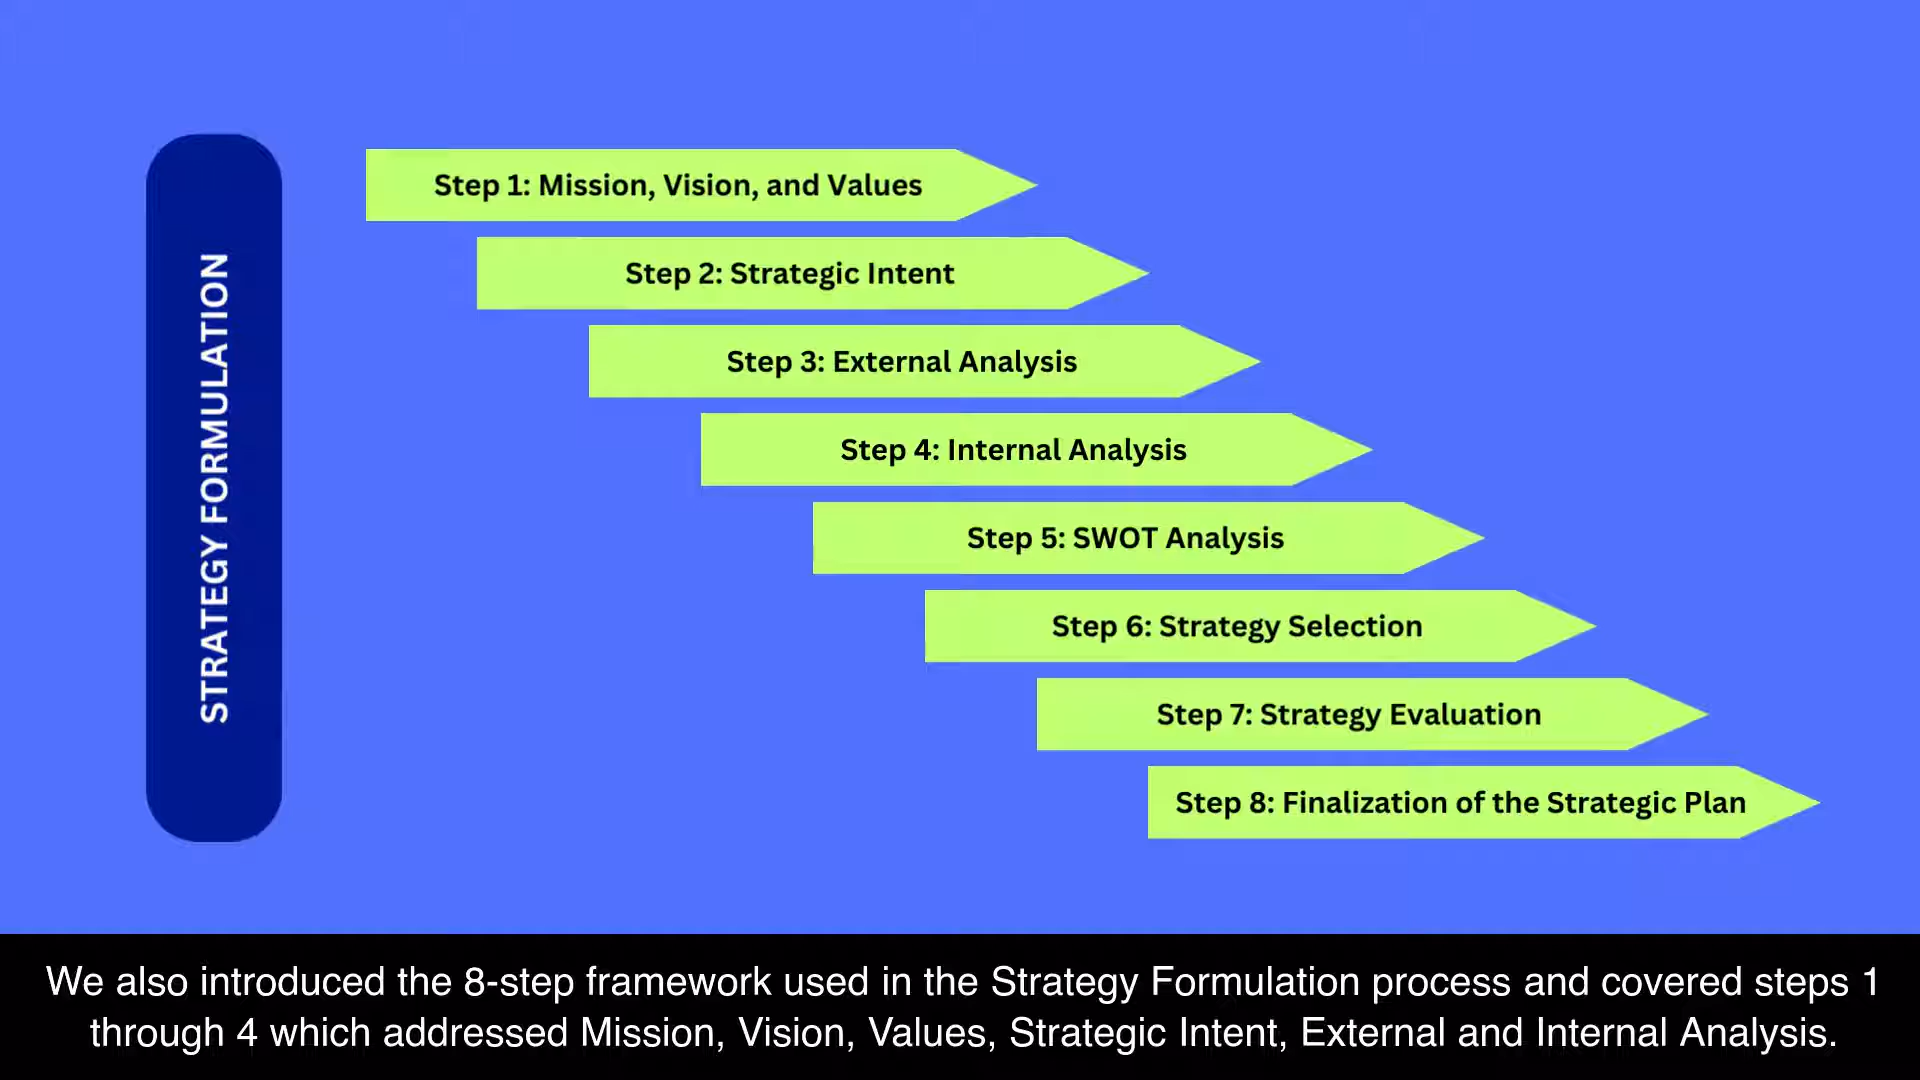 STRATEGY FORMULATION
Step 1: Mission, Vision, and Values
Step 2: Strategic Intent
Step 3: External Analysis
Step 4: Internal Analysis
Step 5: SWOT Analysis
Step 6: Strategy Selection
Step 7: Strategy Evaluation
Step 8: Finalization of the Strategic Plan
We also introduced the 8-step framework used in the Strategy Formulation process and covered steps 1
through 4 which addressed Mission, Vision, Values, Strategic Intent, External and Internal Analysis.